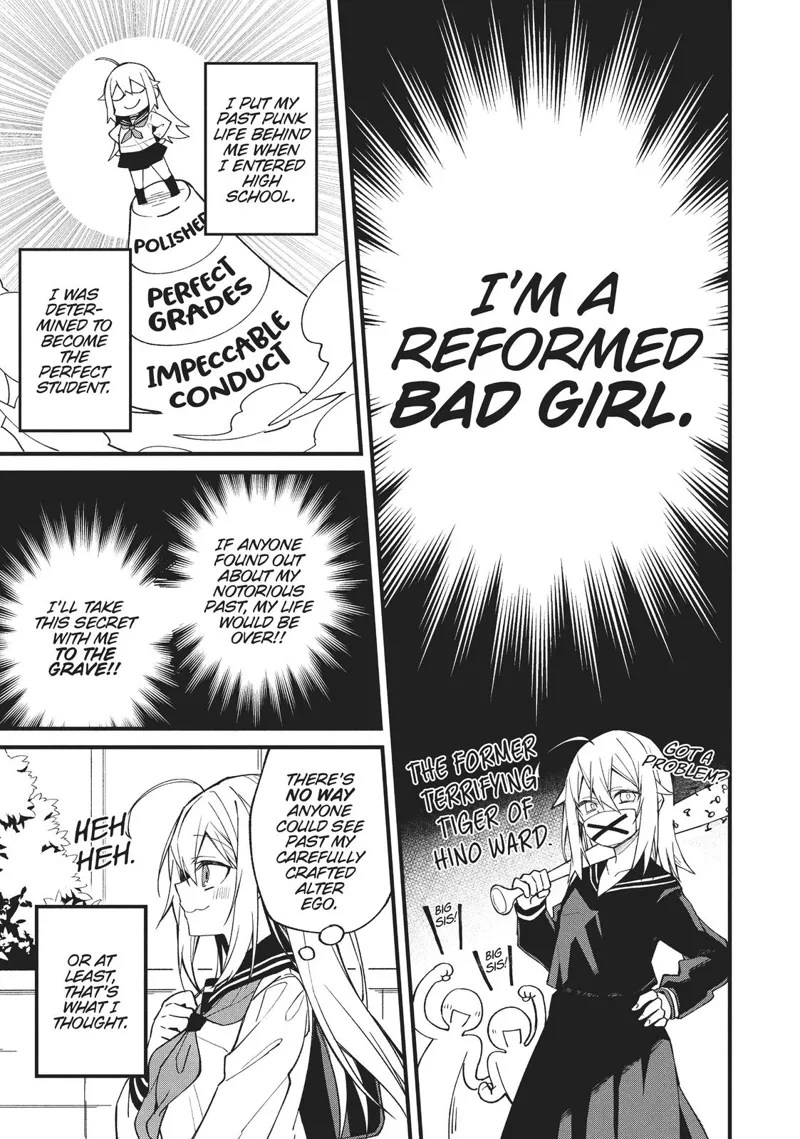 I'M A
REFORMED
BAD GIRL.
THE FORMER
TERRIFYING
TIGER OF
HINO WARD.
GOT A
PROBLEM?
BIG
SIS!
BIG
SIS!
I PUT MY
PAST PUNK
LIFE BEHIND
ME WHEN
I ENTERED
HIGH
SCHOOL.
POLISHED
PERFECT
GRADES
IMPECCABLE
CONDUCT
I WAS
DETER-
MINED TO
BECOME
THE
PERFECT
STUDENT.
IF ANYONE
FOUND OUT
ABOUT MY
NOTORIOUS
PAST, MY LIFE
WOULD BE
OVER!!
I'LL TAKE
THIS SECRET
WITH ME
TO THE
GRAVE!!
THERE'S
NO WAY
ANYONE
COULD SEE
PAST MY
CAREFULLY
CRAFTED
ALTER
EGO.
HEH
HEH.
OR AT
LEAST,
THAT'S
WHAT I
THOUGHT.